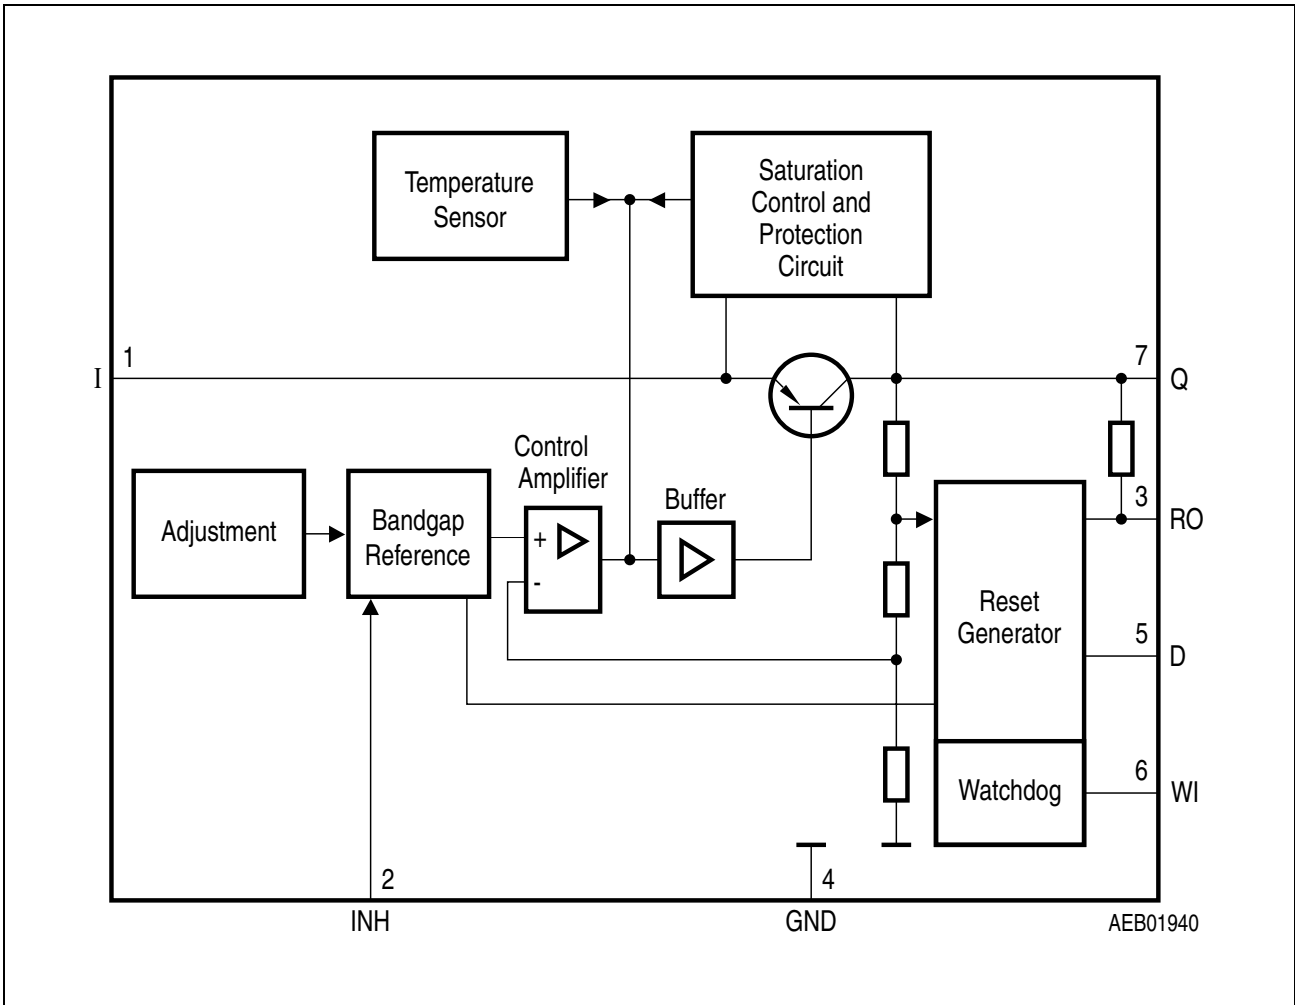 Temperature
Sensor
Saturation
Control and
Protection
Circuit
I
1
7
Q
Control
Amplifier
Buffer
Adjustment
Bandgap
Reference
+
-
3
RO
Reset
Generator
5
D
Watchdog
6
WI
2
INH
4
GND
AEB01940